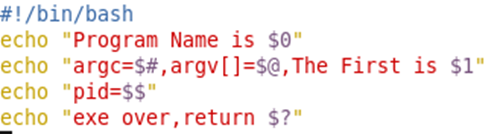 #!/bin/bash
echo "Program Name is $0"
echo "argc=$#,argv[]=$@,The First is $1"
echo "pid=$$"
echo "exe over,return $?"